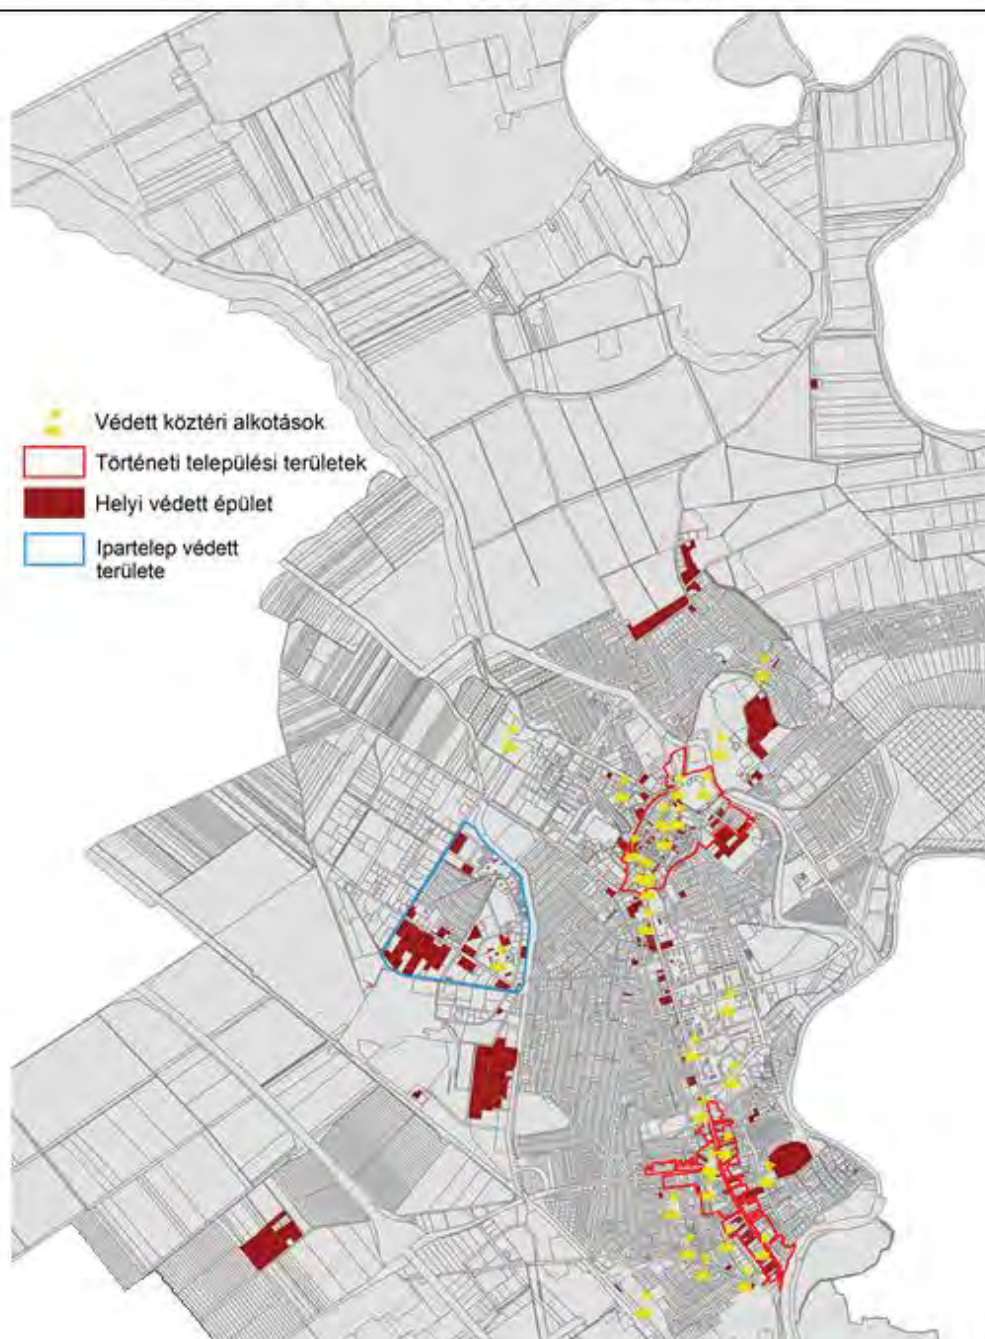 Védett köztéri alkotások
Történeti települési területek
Helyi védett épület
Ipartelep védett
területe